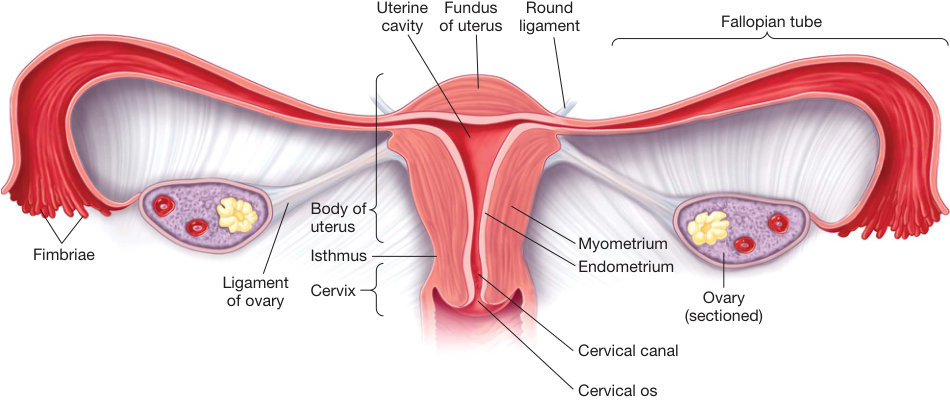 Uterine
cavity
Fundus
of uterus
Round
ligament
Fallopian tube
Body of
uterus
Fimbriae
Isthmus
Ligament
of ovary
Cervix
Myometrium
Endometrium
Ovary
(sectioned)
Cervical canal
Cervical os